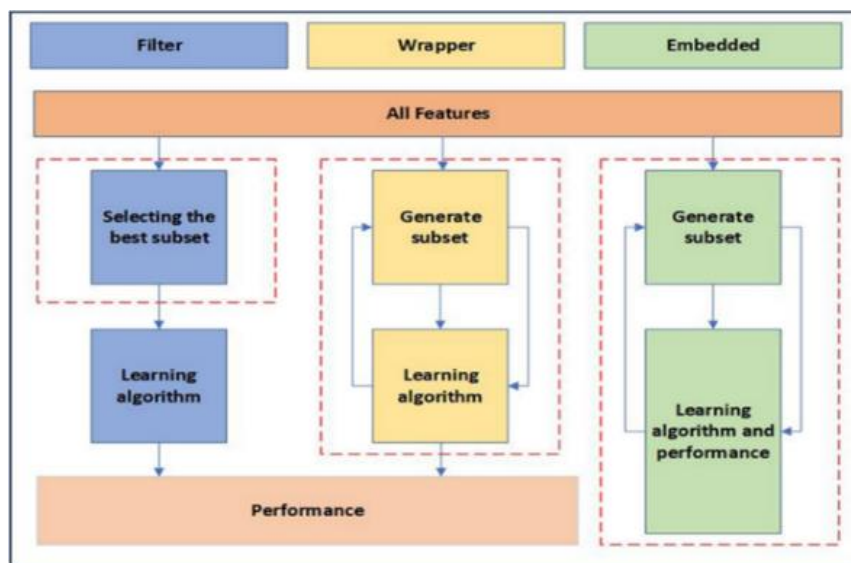 Filter
Wrapper
Embedded
All Features
Selecting the
best subset
Generate
subset
Generate
subset
Learning
algorithm
Learning
algorithm
Learning
algorithm and
performance
Performance